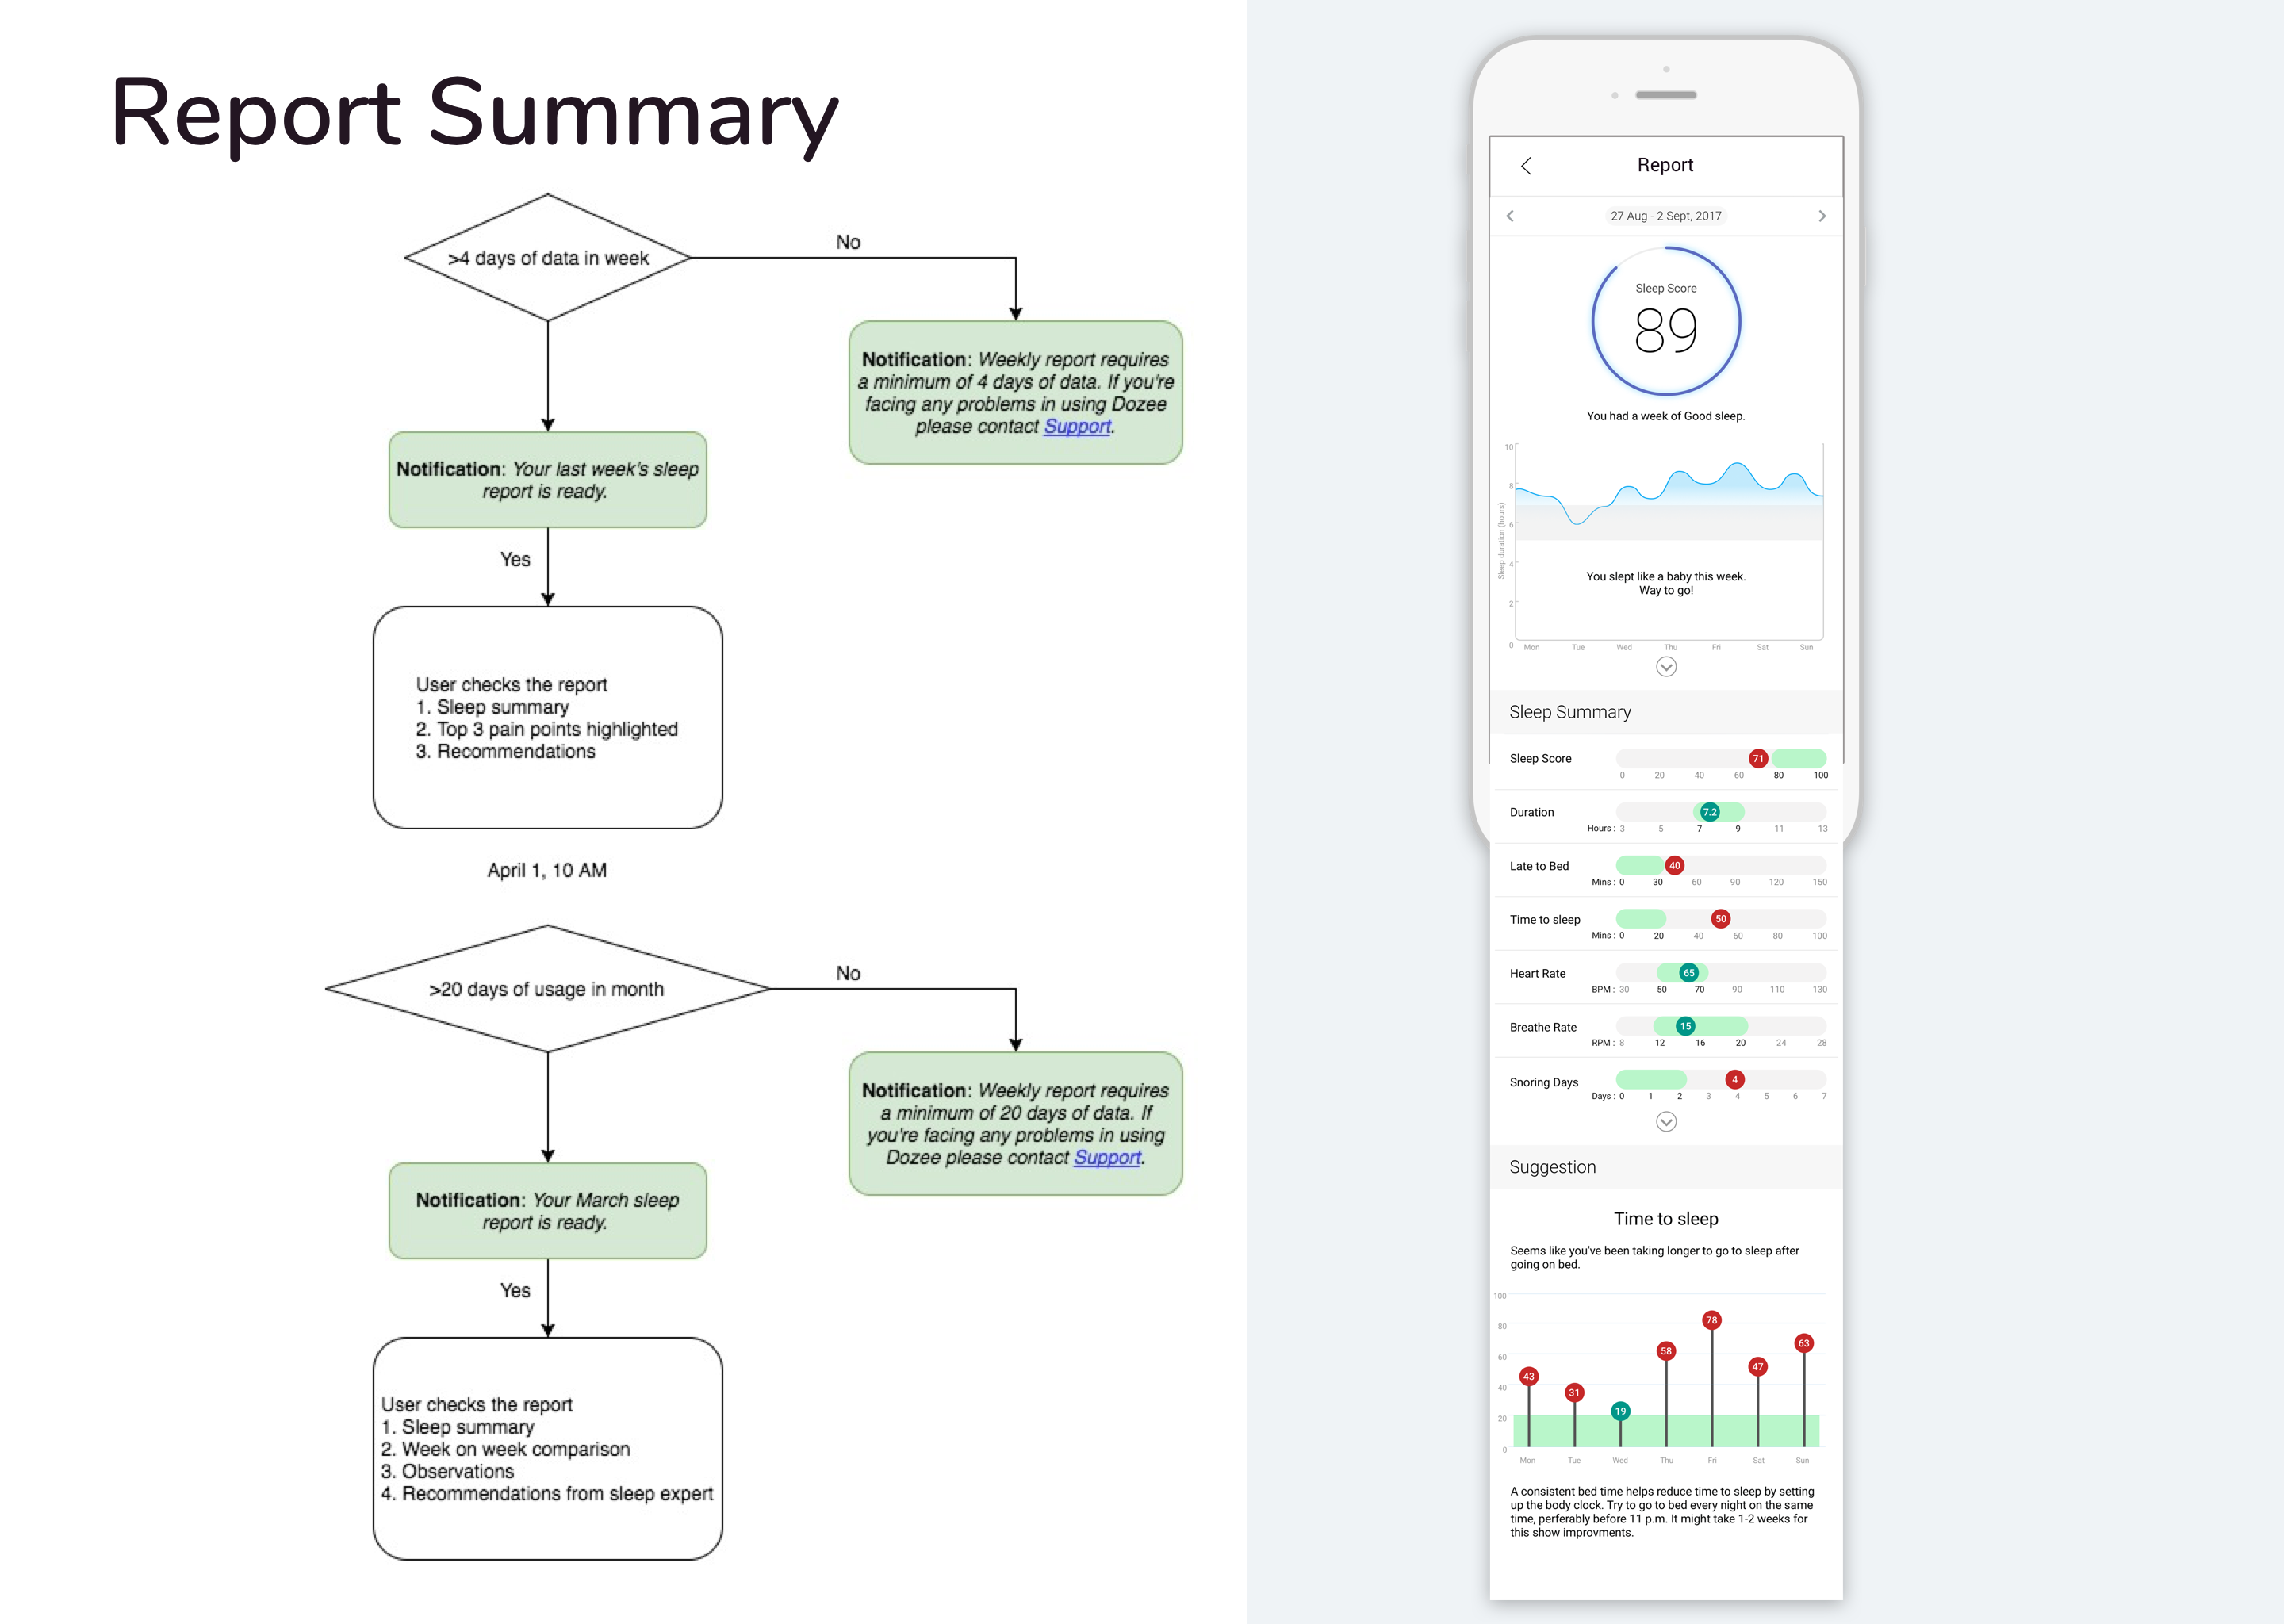 Report Summary
>4 days of data in week
No
Notification: Weekly report requires
a minimum of 4 days of data. If you're
facing any problems in using Dozee
please contact Support.
Notification: Your last week's sleep
report is ready.
Yes
User checks the report
1. Sleep summary
2. Top 3 pain points highlighted
3. Recommendations
April 1, 10 AM
>20 days of usage in month
No
Notification: Weekly report requires
a minimum of 20 days of data. If
you're facing any problems in using
Dozee please contact Support.
Notification: Your March sleep
report is ready.
Yes
User checks the report
1. Sleep summary
2. Week on week comparison
3. Observations
4. Recommendations from sleep expert
Report
27 Aug - 2 Sept, 2017
Sleep Score
89
You had a week of Good sleep.
Sleep duration (hours)
10
8
6
4
2
0
You slept like a baby this week.
Way to go!
Mon Tue Wed Thu Fri Sat Sun
Sleep Summary
Sleep Score
71
0 20 40 60 80 100
Duration
7.2
Hours : 3 5 7 9 11 13
Late to Bed
40
Mins : 0 30 60 90 120 150
Time to sleep
50
Mins : 0 20 40 60 80 100
Heart Rate
65
BPM : 30 50 70 90 110 130
Breathe Rate
15
RPM : 8 12 16 20 24 28
Snoring Days
4
Days : 0 1 2 3 4 5 6 7
Suggestion
Time to sleep
Seems like you've been taking longer to go to sleep after
going on bed.
100
80
60
40
20
0
43 31 19 58 78 47 63
Mon Tue Wed Thu Fri Sat Sun
A consistent bed time helps reduce time to sleep by setting
up the body clock. Try to go to bed every night on the same
time, perferably before 11 p.m. It might take 1-2 weeks for
this show improvments.